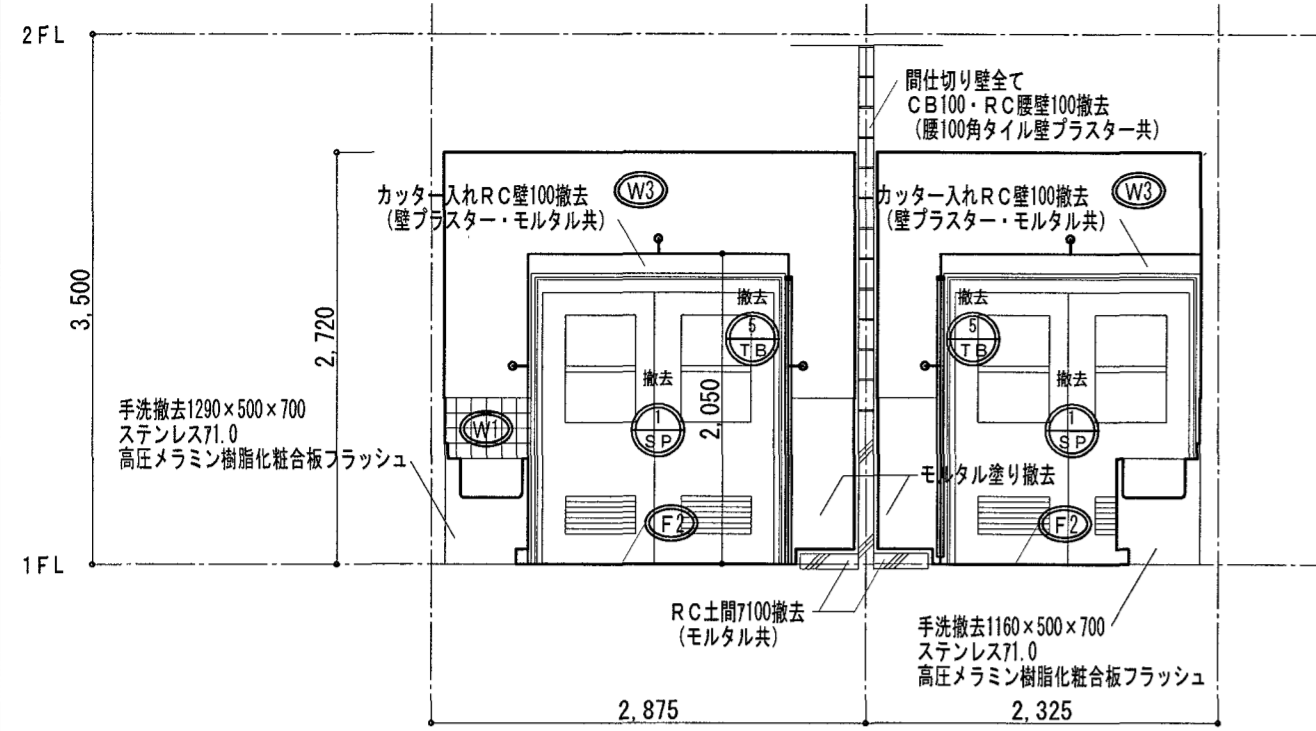 2FL
間仕切り壁全て
CB100・RC腰壁100撤去
(腰100角タイル壁プラスター共)
W3
W3
カッター入れRC壁100撤去
(壁プラスター・モルタル共)
カッター入れRC壁100撤去
(壁プラスター・モルタル共)
3,500
2,720
撤去
5
TB
撤去
5
TB
撤去
1
SP
2,050
撤去
1
SP
手洗撤去1290×500×700
ステンレスｱ1.0
高圧メラミン樹脂化粧合板フラッシュ
W1
モルタル塗り撤去
F2
F2
1FL
RC土間ｱ100撤去
(モルタル共)
手洗撤去1160×500×700
ステンレスｱ1.0
高圧メラミン樹脂化粧合板フラッシュ
2,875
2,325